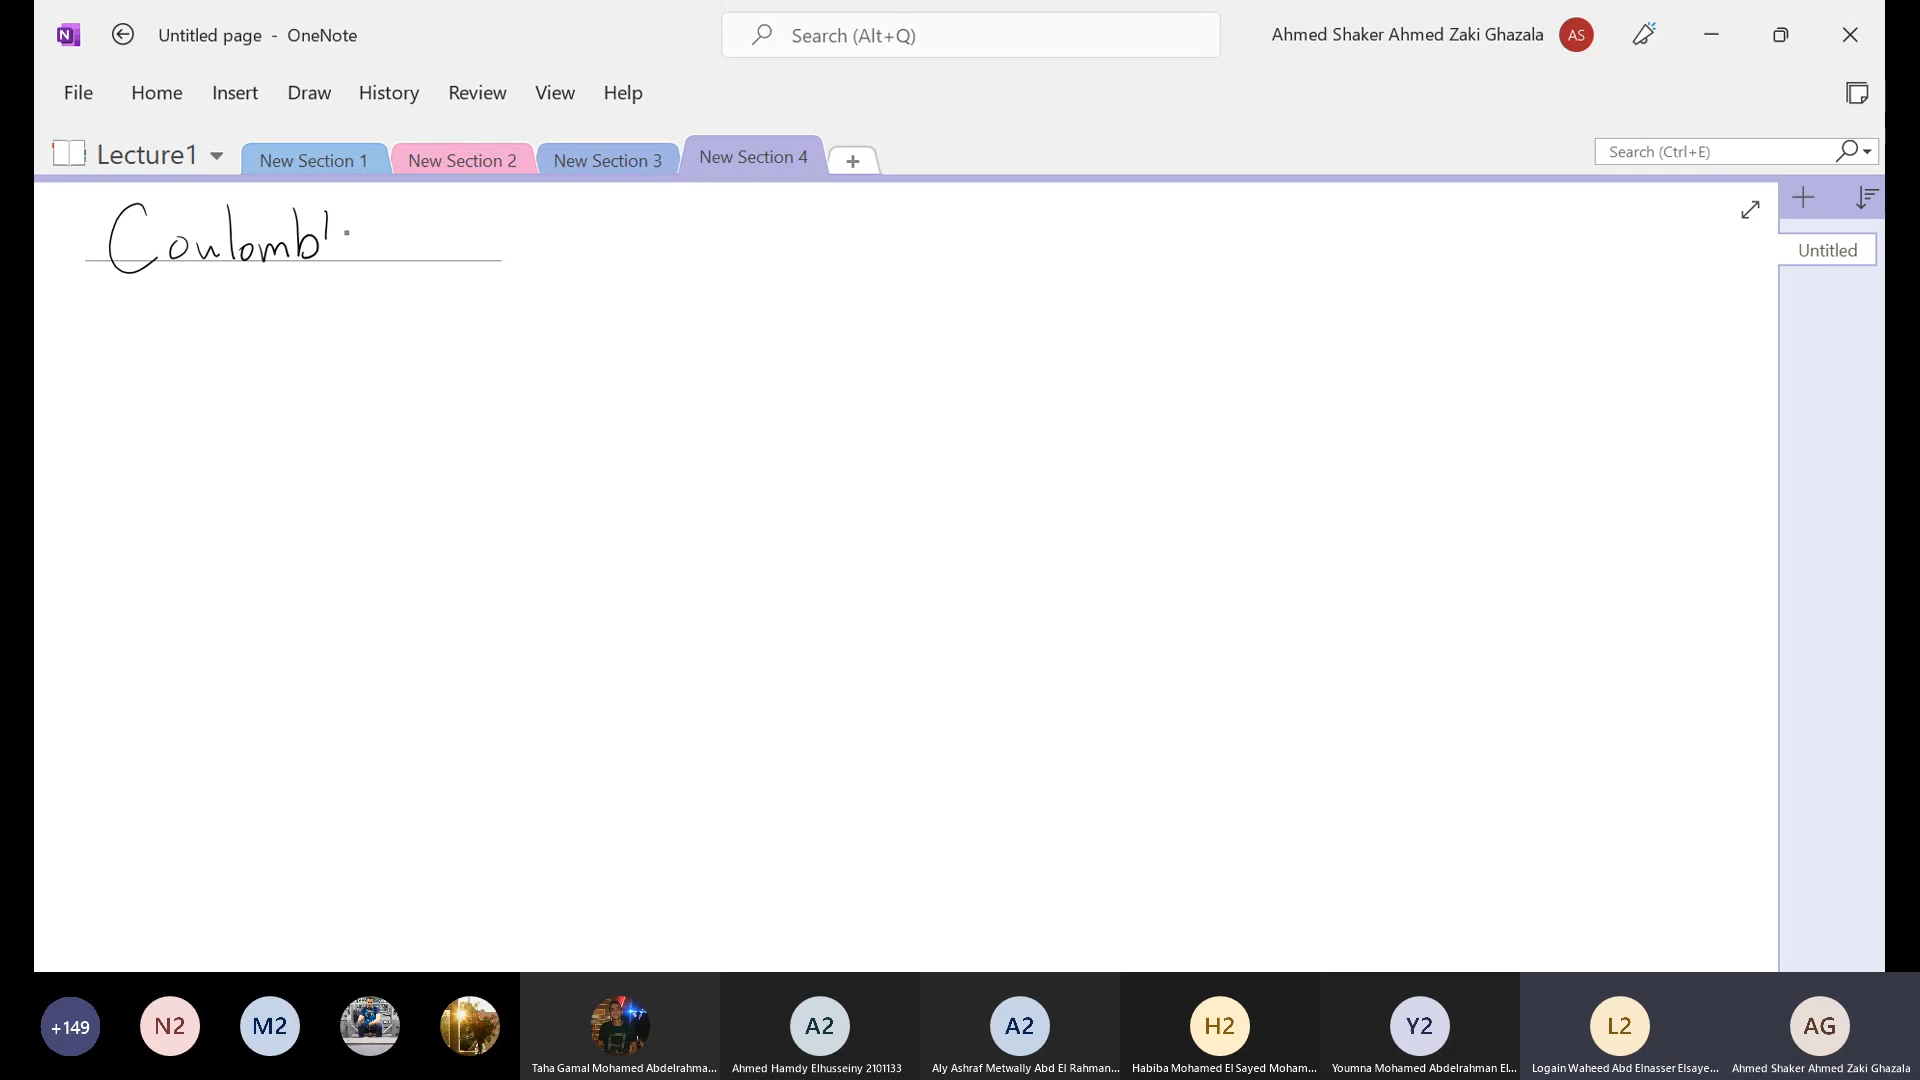 Untitled page - OneNote
Search (Alt+Q)
Ahmed Shaker Ahmed Zaki Ghazala
AS
File Home Insert Draw History Review View Help
Lecture1
New Section 1
New Section 2
New Section 3
New Section 4
+
Search (Ctrl+E)
Coulomb'
Untitled
+149
N2
M2
A2
A2
H2
Y2
L2
AG
Taha Gamal Mohamed Abdelrahma...
Ahmed Hamdy Elhusseiny 2101133
Aly Ashraf Metwally Abd El Rahman...
Habiba Mohamed El Sayed Moham...
Youmna Mohamed Abdelrahman El...
Logain Waheed Abd Elnasser Elsaye...
Ahmed Shaker Ahmed Zaki Ghazala